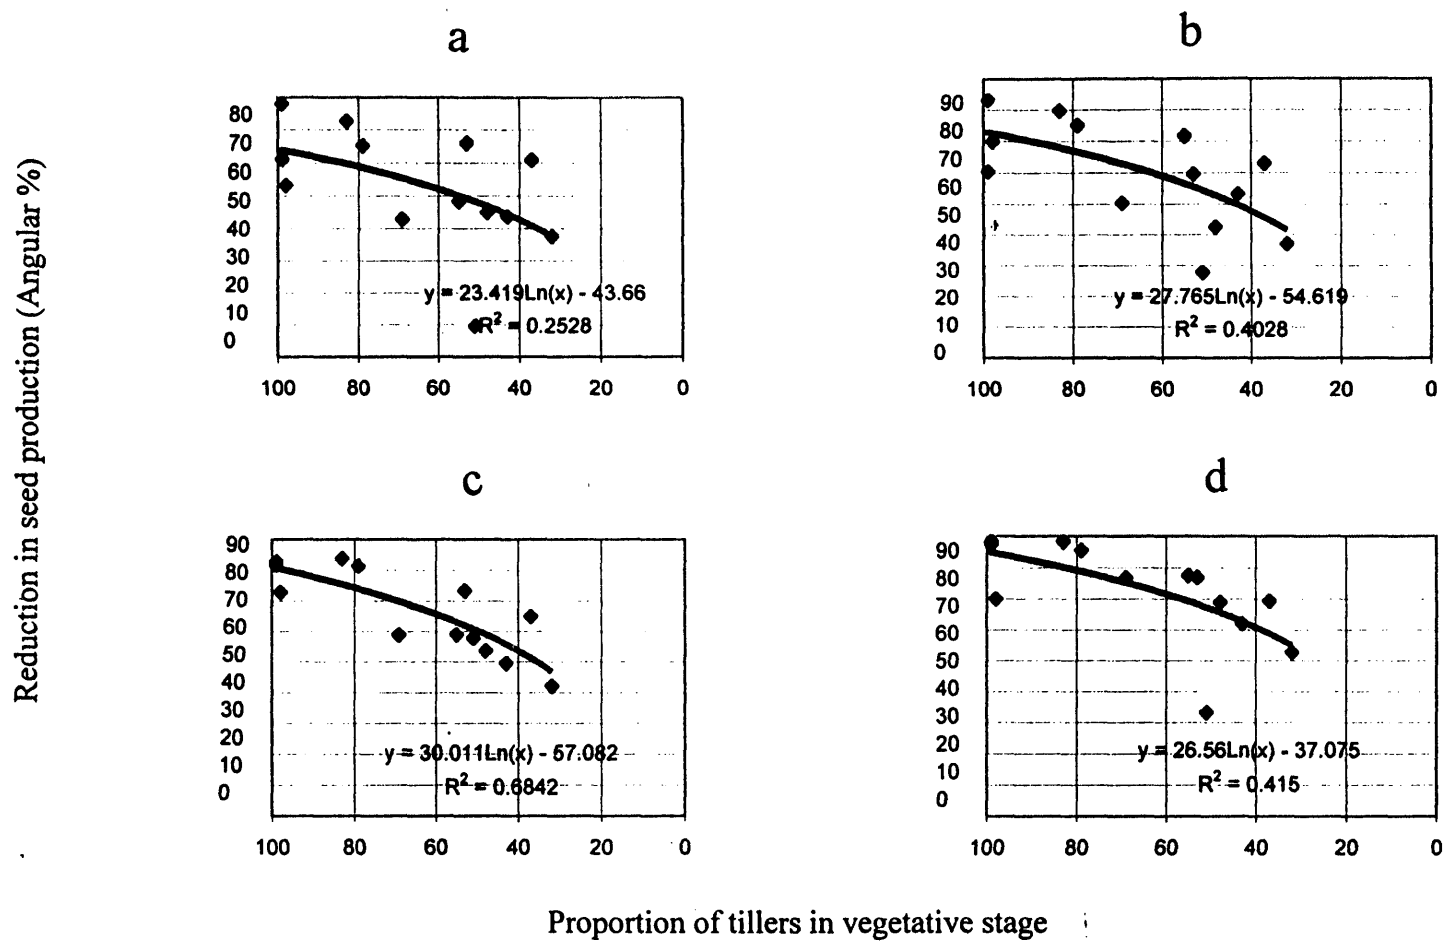 a
80
70
60
50
40
30
20
10
0
y = 23.419Ln(x) - 43.66
R² = 0.2528
100 80 60 40 20 0
b
90
80
70
60
50
40
30
20
10
0
y = 27.765Ln(x) - 54.619
R² = 0.4028
100 80 60 40 20 0
Reduction in seed production (Angular %)
c
90
80
70
60
50
40
30
20
10
0
y = 30.011Ln(x) - 57.082
R² = 0.6842
100 80 60 40 20 0
d
90
80
70
60
50
40
30
20
10
0
y = 26.56Ln(x) - 37.075
R² = 0.415
100 80 60 40 20 0
Proportion of tillers in vegetative stage